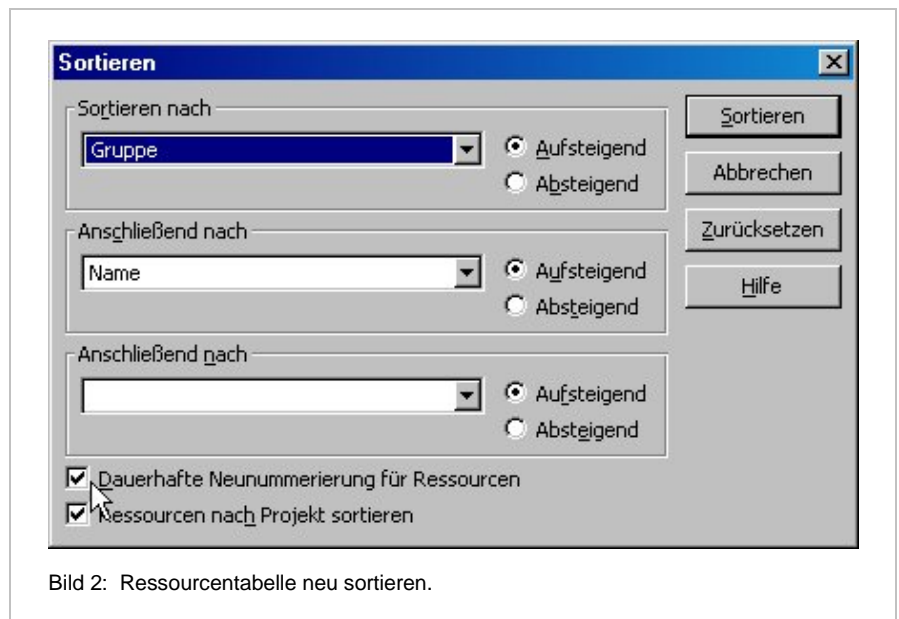 Sortieren
Sortieren nach
Gruppe
Aufsteigend
Absteigend
Sortieren
Abbrechen
Zurücksetzen
Hilfe
Anschließend nach
Name
Aufsteigend
Absteigend
Anschließend nach
Aufsteigend
Absteigend
Dauerhafte Neunummerierung für Ressourcen
Ressourcen nach Projekt sortieren
Bild 2: Ressourcentabelle neu sortieren.